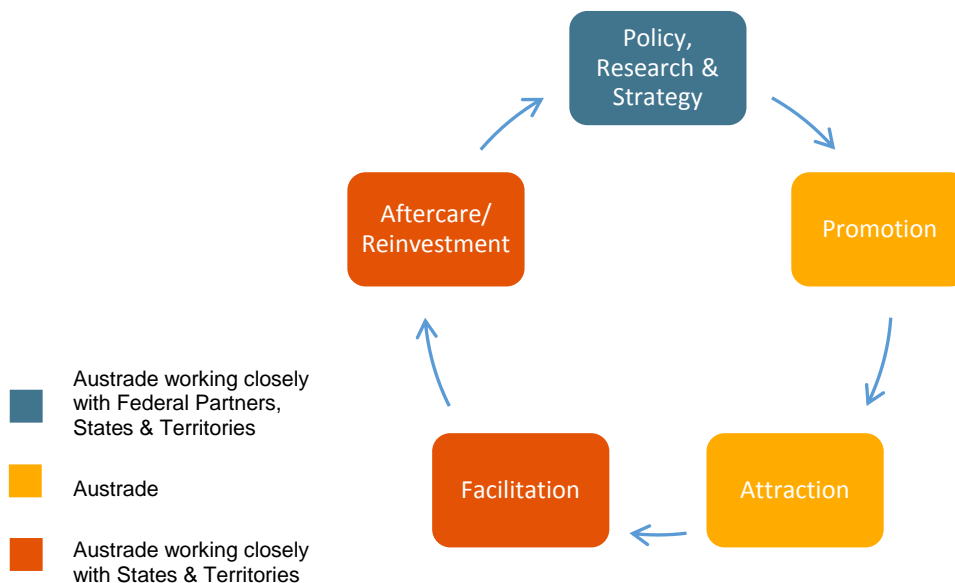 Policy,
Research &
Strategy
Aftercare/
Reinvestment
Promotion
Facilitation
Attraction
Austrade working closely
with Federal Partners,
States & Territories
Austrade
Austrade working closely
with States & Territories